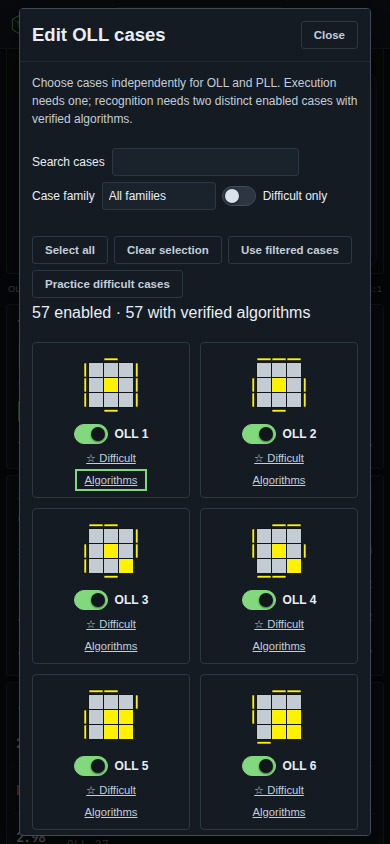 Edit OLL cases
Close
Choose cases independently for OLL and PLL. Execution
needs one; recognition needs two distinct enabled cases with
verified algorithms.
Search cases
Case family All families Difficult only
Select all Clear selection Use filtered cases
Practice difficult cases
57 enabled · 57 with verified algorithms
OLL 1 OLL 2
☆ Difficult ☆ Difficult
Algorithms Algorithms
OLL 3 OLL 4
☆ Difficult ☆ Difficult
Algorithms Algorithms
OLL 5 OLL 6
☆ Difficult ☆ Difficult
Algorithms Algorithms